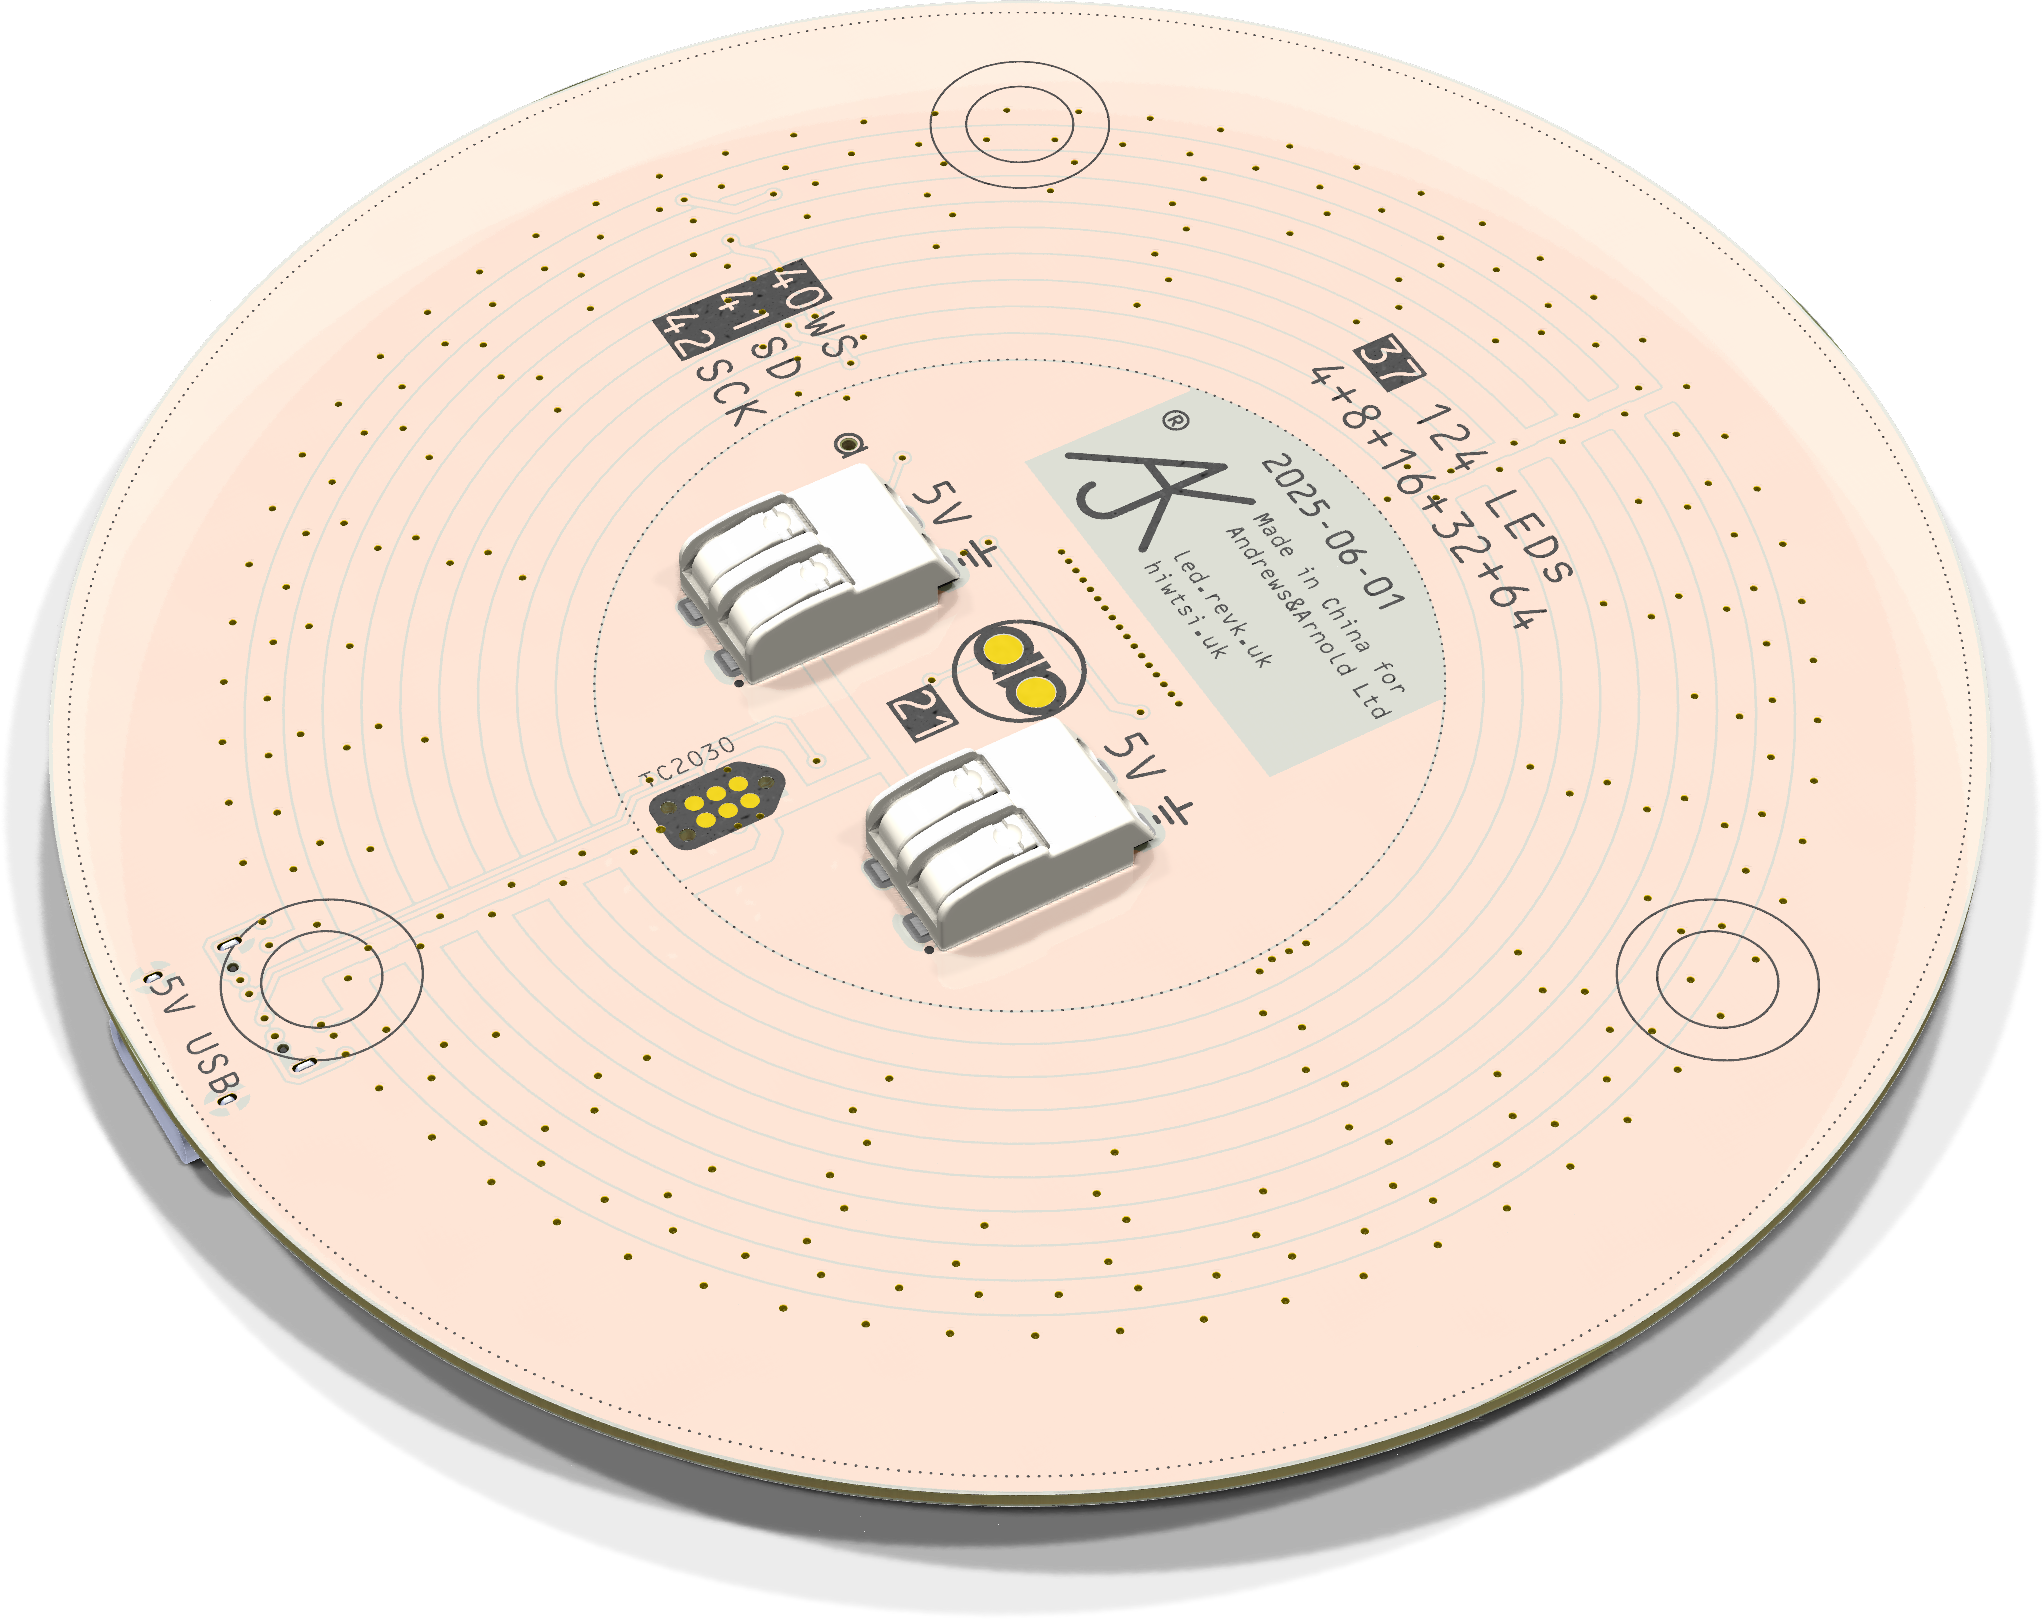 40 WS
41 SD
42 SCK
37 124 LEDS
4+8+16+32+64
®
AJK
2025-06-01
Made in China for
Andrews&Arnold Ltd
led.revk.uk
hiwtsi.uk
a
5V
21
5V
TC2030
5V USB